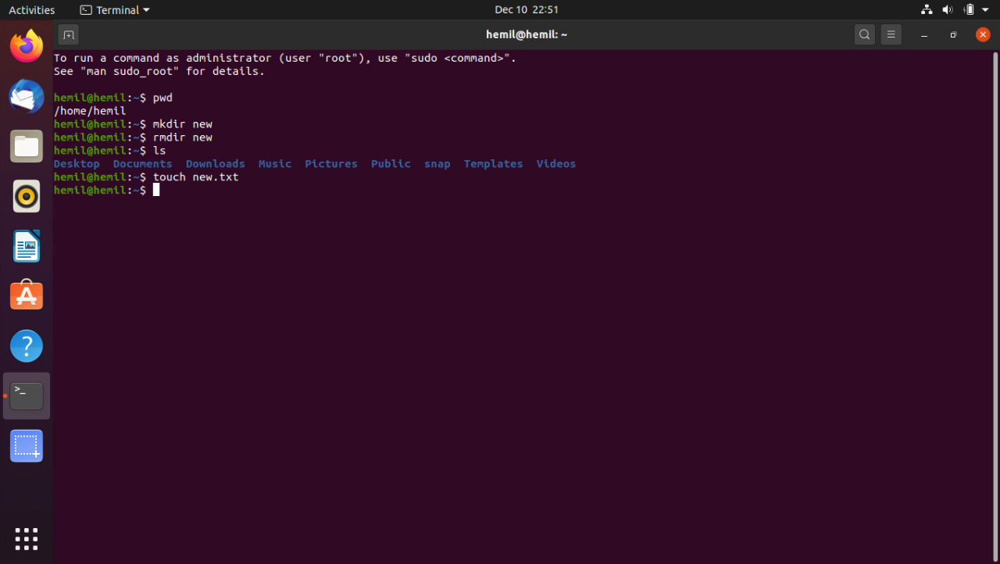 Activities
Terminal
Dec 10 22:51
hemil@hemil: ~
To run a command as administrator (user "root"), use "sudo <command>".
See "man sudo_root" for details.
hemil@hemil:~$ pwd
/home/hemil
hemil@hemil:~$ mkdir new
hemil@hemil:~$ rmdir new
hemil@hemil:~$ ls
Desktop Documents Downloads Music Pictures Public snap Templates Videos
hemil@hemil:~$ touch new.txt
hemil@hemil:~$